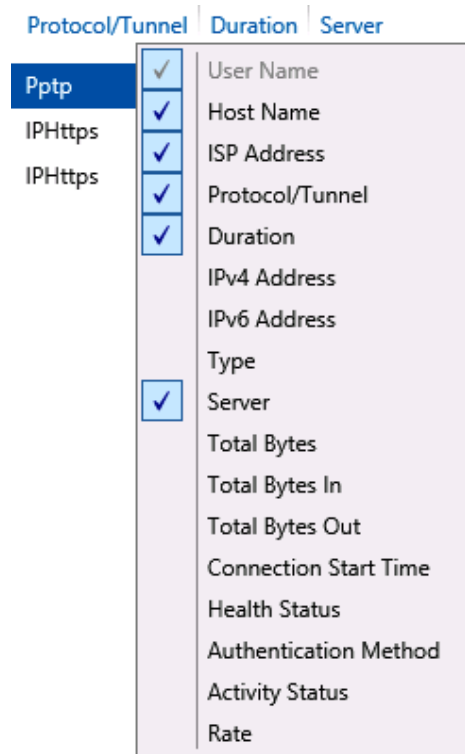 Protocol/Tunnel Duration Server
Pptp
IPHttps
IPHttps
User Name
Host Name
ISP Address
Protocol/Tunnel
Duration
IPv4 Address
IPv6 Address
Type
Server
Total Bytes
Total Bytes In
Total Bytes Out
Connection Start Time
Health Status
Authentication Method
Activity Status
Rate